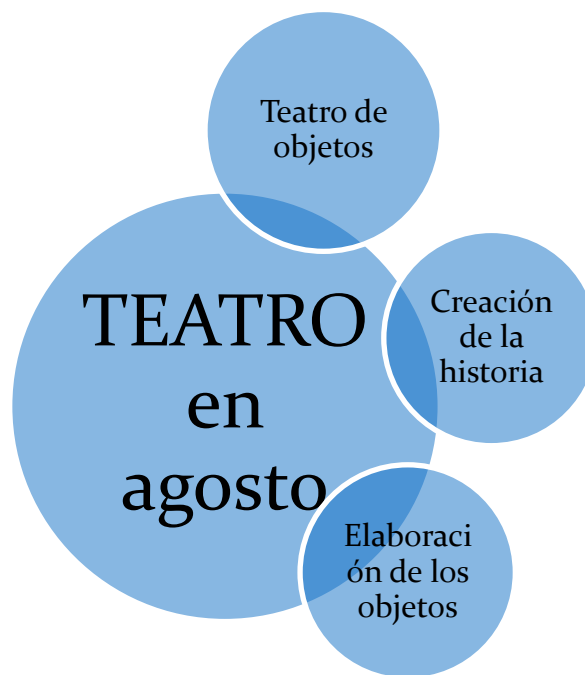 Teatro de
objetos
TEATRO
en
agosto
Creación
de la
historia
Elaboraci
ón de los
objetos